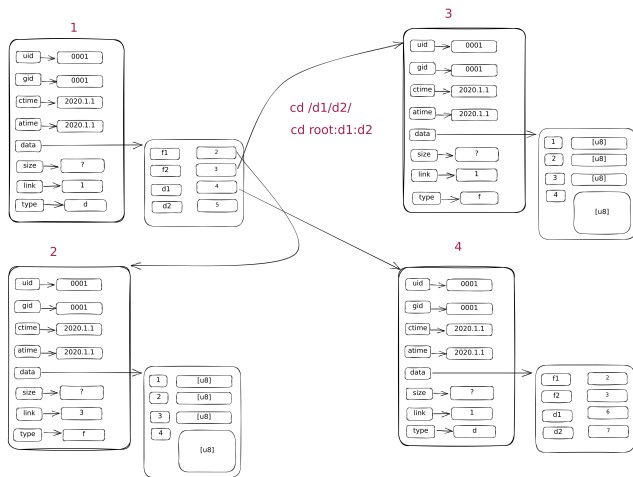 1
uid 0001
gid 0001
ctime 2020.1.1
atime 2020.1.1
data
size ?
link 1
type d
f1 2
f2 3
d1 4
d2 5
cd /d1/d2/
cd root:d1:d2
3
uid 0001
gid 0001
ctime 2020.1.1
atime 2020.1.1
data
size ?
link 1
type f
1 [u8]
2 [u8]
3 [u8]
4 [u8]
2
uid 0001
gid 0001
ctime 2020.1.1
atime 2020.1.1
data
size ?
link 3
type f
1 [u8]
2 [u8]
3 [u8]
4 [u8]
4
uid 0001
gid 0001
ctime 2020.1.1
atime 2020.1.1
data
size ?
link 1
type d
f1 2
f2 3
d1 6
d2 7